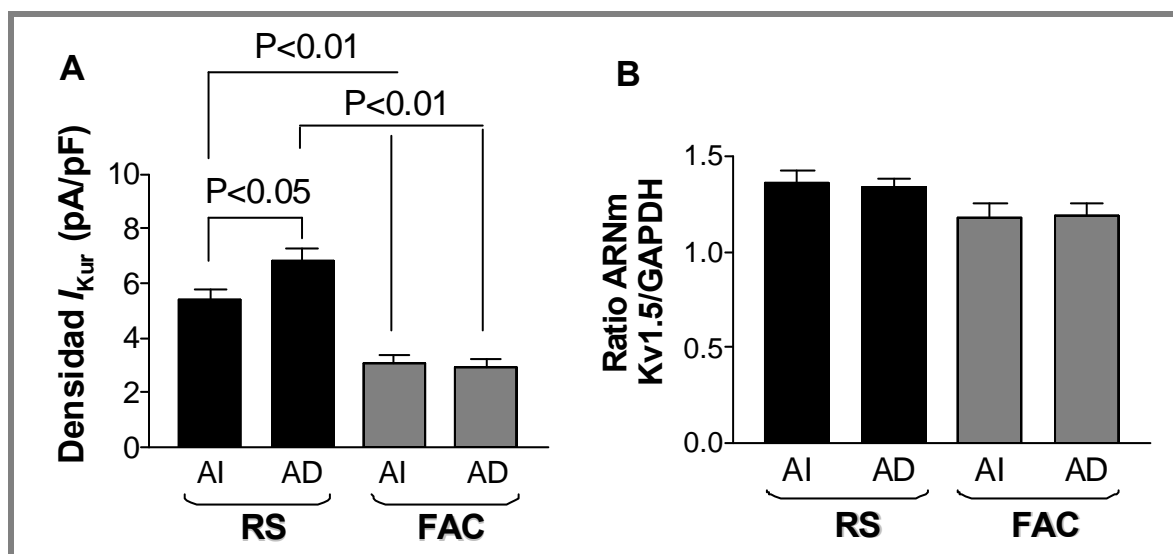 A
P<0.01
P<0.01
P<0.05
Densidad IKur (pA/pF)
10
8
6
4
2
0
AI AD AI AD
RS FAC
B
Ratio ARNm
Kv1.5/GAPDH
1.5
1.0
0.5
0.0
AI AD AI AD
RS FAC